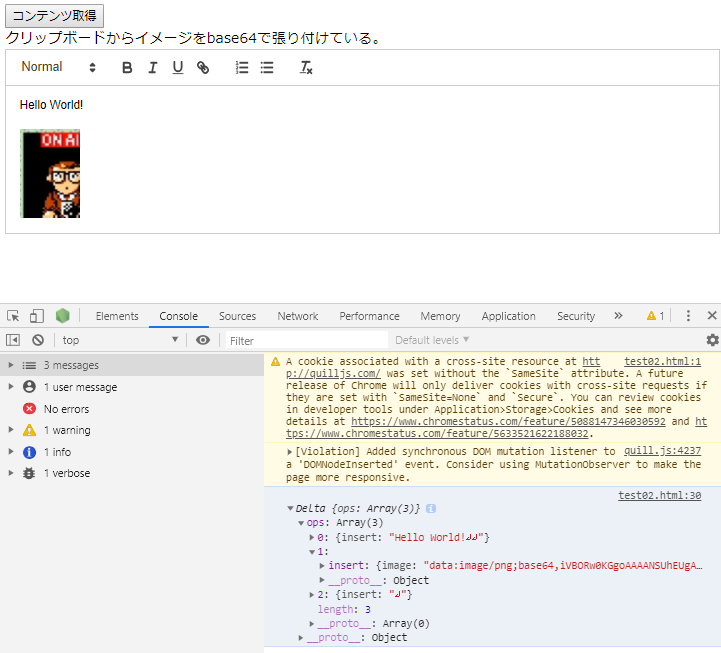 コンテンツ取得
クリップボードからイメージをbase64で張り付けている。
Normal B I U
Hello World!
ON AI
Elements Console Sources Network Performance Memory Application Security » 1
top Filter Default levels ▼
3 messages
1 user message
No errors
1 warning
1 info
1 verbose
A cookie associated with a cross-site resource at htt test02.html:1
p://quilljs.com/ was set without the `SameSite` attribute. A future
release of Chrome will only deliver cookies with cross-site requests if
they are set with `SameSite=None` and `Secure`. You can review cookies
in developer tools under Application>Storage>Cookies and see more
details at https://www.chromestatus.com/feature/5088147346030592 and ht
tps://www.chromestatus.com/feature/5633521622188032.
▶[Violation] Added synchronous DOM mutation listener to quill.js:4237
a 'DOMNodeInserted' event. Consider using MutationObserver to make the
page more responsive.
test02.html:30
▼Delta {ops: Array(3)} i
▼ops: Array(3)
▶0: {insert: "Hello World!↵↵"}
▼1:
▶insert: {image: "data:image/png;base64,iVBORw0KGgoAAAANSUhEUgA…
▶__proto__: Object
▶2: {insert: "↵"}
length: 3
▶__proto__: Array(0)
▶__proto__: Object